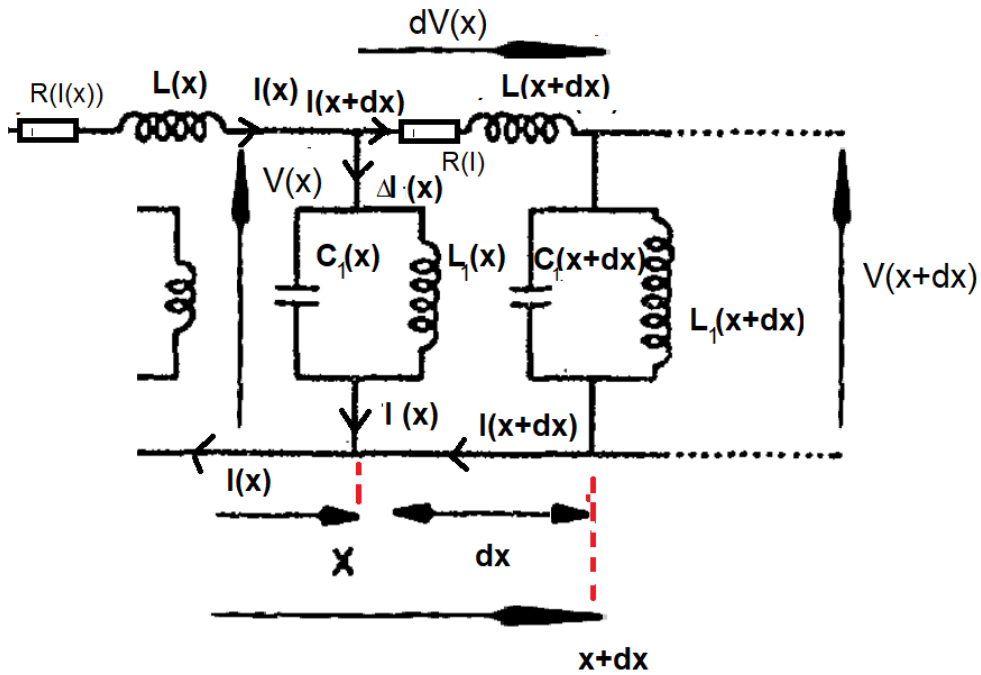 dV(x)
R(I(x))
L(x)
I(x)
I(x+dx)
L(x+dx)
R(I)
V(x)
ΔI·(x)
C₁(x)
L₁(x)
C₁(x+dx)
V(x+dx)
L₁(x+dx)
I (x)
I(x+dx)
I(x)
X
dx
x+dx